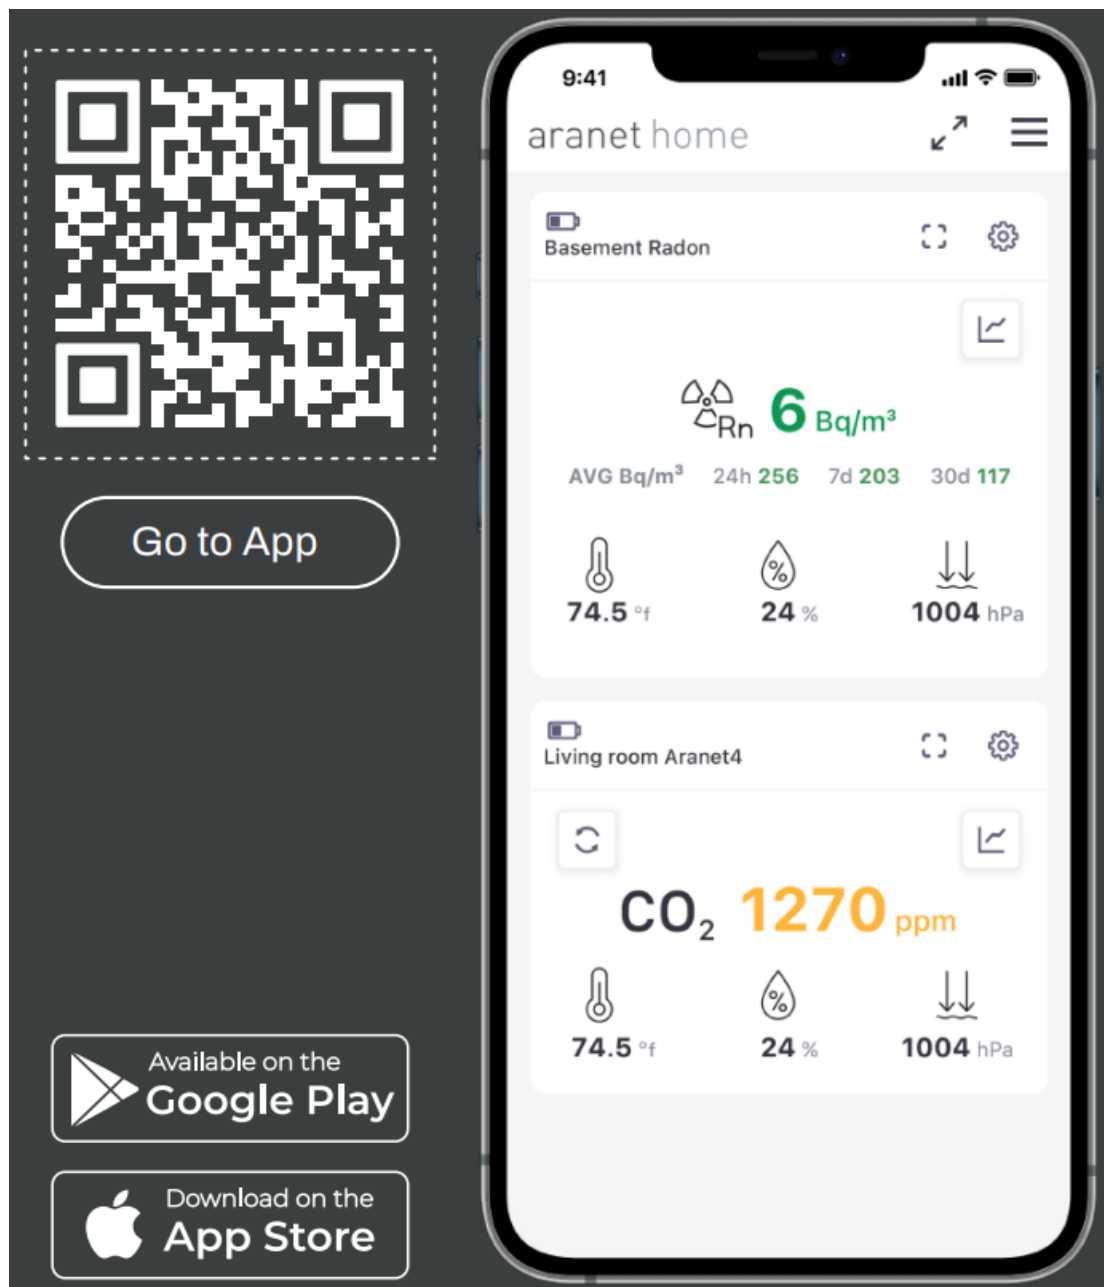 Go to App
Available on the
Google Play
Download on the
App Store
9:41
aranet home
Basement Radon
Rn 6 Bq/m³
AVG Bq/m³ 24h 256 7d 203 30d 117
%
74.5 °f 24 % 1004 hPa
Living room Aranet4
CO₂ 1270 ppm
%
74.5 °f 24 % 1004 hPa